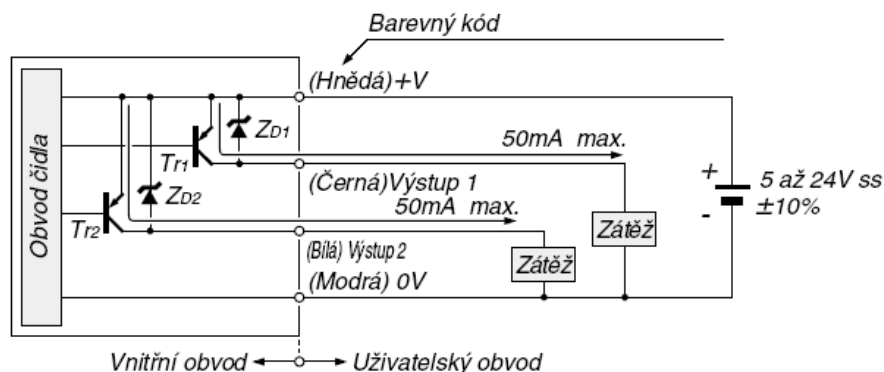 Barevný kód
(Hnědá)+V
Obvod čidla
ZD1
Tr1
50mA max.
(Černá)Výstup 1
ZD2
Tr2
50mA max.
(Bílá) Výstup 2
(Modrá) 0V
Zátěž
Zátěž
+
-
5 až 24V ss
±10%
Vnitřní obvod
Uživatelský obvod